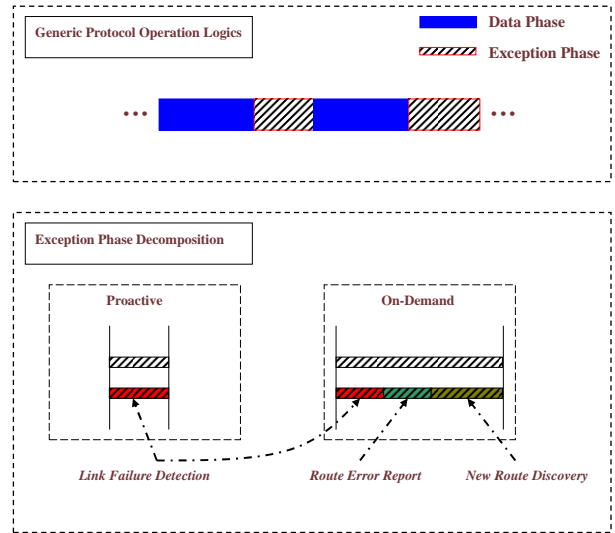 Generic Protocol Operation Logics
Data Phase
Exception Phase
...
...
Exception Phase Decomposition
Proactive
On-Demand
Link Failure Detection
Route Error Report
New Route Discovery